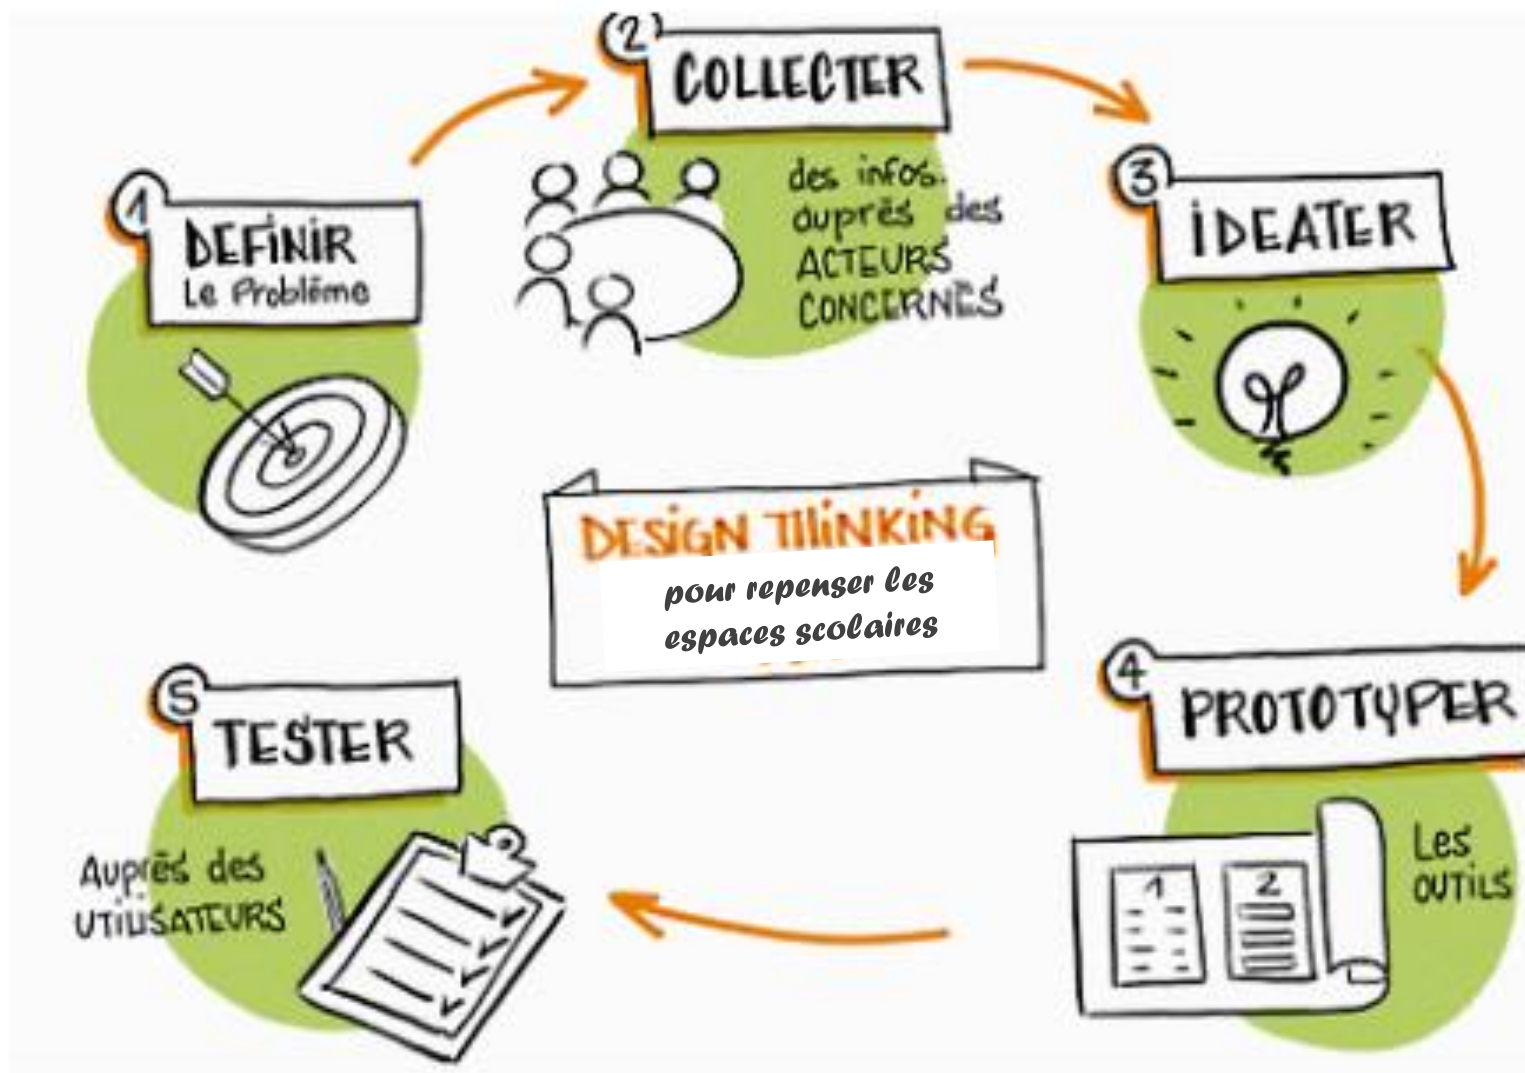 1
DEFINIR
Le Problème
2
COLLECTER
des infos.
auprès des
ACTEURS
CONCERNÉS
3
IDEATER
DESIGN THINKING
pour repenser les
espaces scolaires
4
PROTOTYPER
1 2
Les
OUTILS
5
TESTER
Auprès des
UTILISATEURS